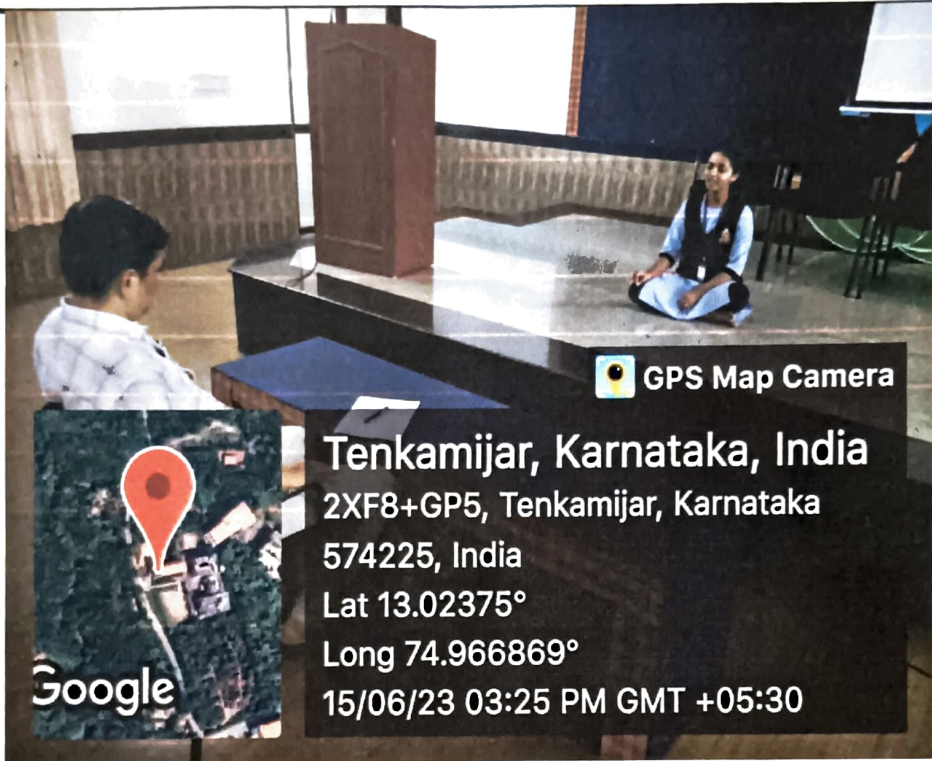 GPS Map Camera
Tenkamijar, Karnataka, India
2XF8+GP5, Tenkamijar, Karnataka
574225, India
Lat 13.02375°
Long 74.966869°
15/06/23 03:25 PM GMT +05:30
Google